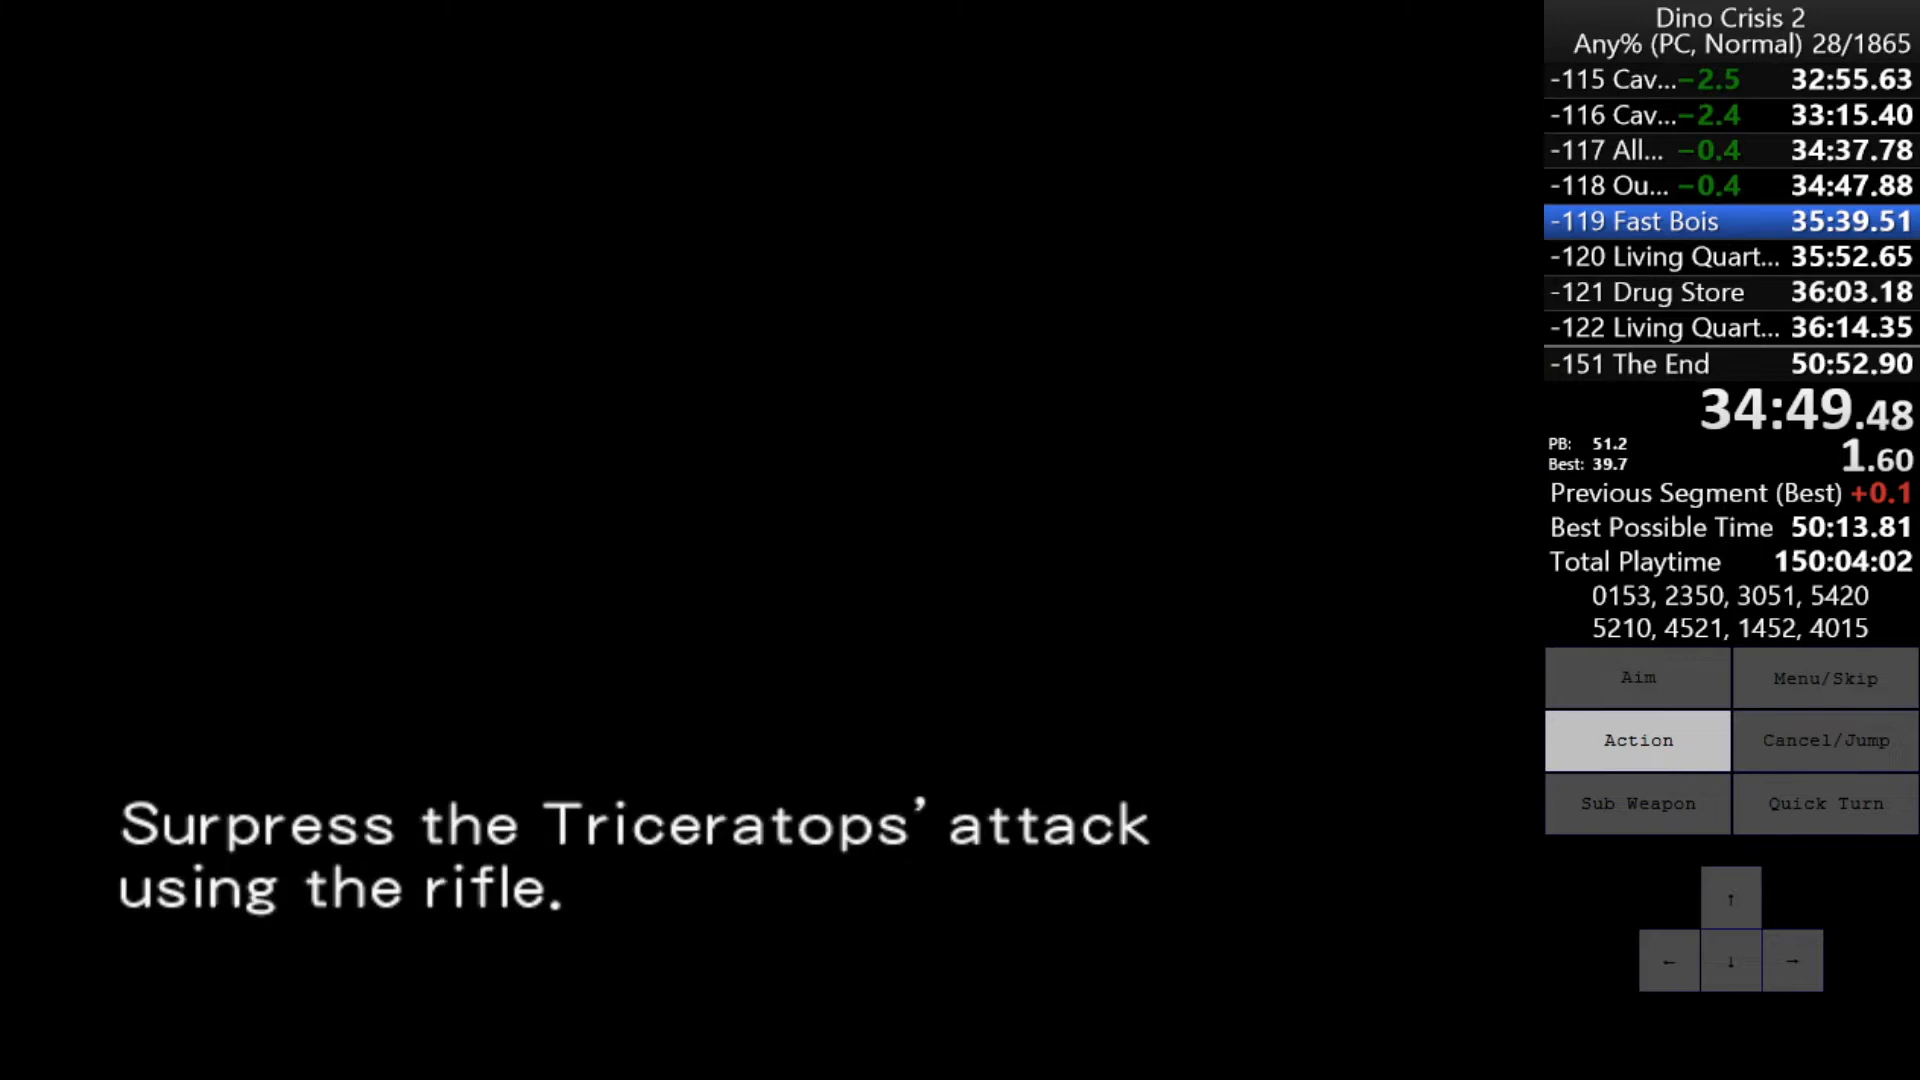 Surpress the Triceratops' attack
using the rifle.
Dino Crisis 2
Any% (PC, Normal) 28/1865
-115 Cav... −2.5 32:55.63
-116 Cav... −2.4 33:15.40
-117 All... −0.4 34:37.78
-118 Ou... −0.4 34:47.88
-119 Fast Bois 35:39.51
-120 Living Quart... 35:52.65
-121 Drug Store 36:03.18
-122 Living Quart... 36:14.35
-151 The End 50:52.90
34:49.48
PB: 51.2
Best: 39.7
1.60
Previous Segment (Best) +0.1
Best Possible Time 50:13.81
Total Playtime 150:04:02
0153, 2350, 3051, 5420
5210, 4521, 1452, 4015
Aim Menu/Skip
Action Cancel/Jump
Sub Weapon Quick Turn
↑
← ↓ →